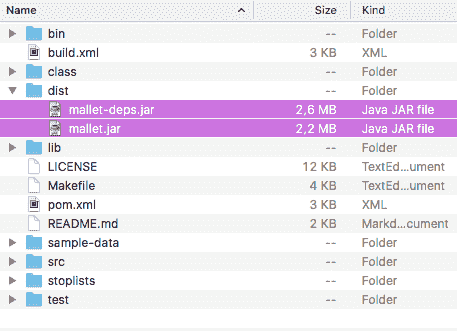 Name Size Kind
bin -- Folder
build.xml 3 KB XML
class -- Folder
dist -- Folder
mallet-deps.jar 2,6 MB Java JAR file
mallet.jar 2,2 MB Java JAR file
lib -- Folder
LICENSE 12 KB TextEd...ument
Makefile 4 KB TextEd...ument
pom.xml 3 KB XML
README.md 2 KB Markd...cument
sample-data -- Folder
src -- Folder
stoplists -- Folder
test -- Folder